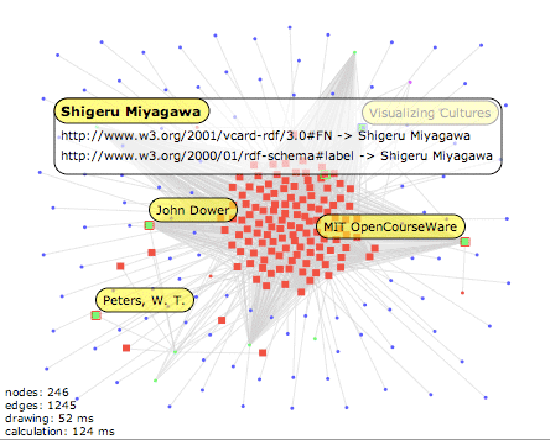 Shigeru Miyagawa
Visualizing Cultures
http://www.w3.org/2001/vcard-rdf/3.0#FN -> Shigeru Miyagawa
http://www.w3.org/2000/01/rdf-schema#label -> Shigeru Miyagawa
John Dower
MIT OpenCourseWare
Peters, W. T.
nodes: 246
edges: 1245
drawing: 52 ms
calculation: 124 ms